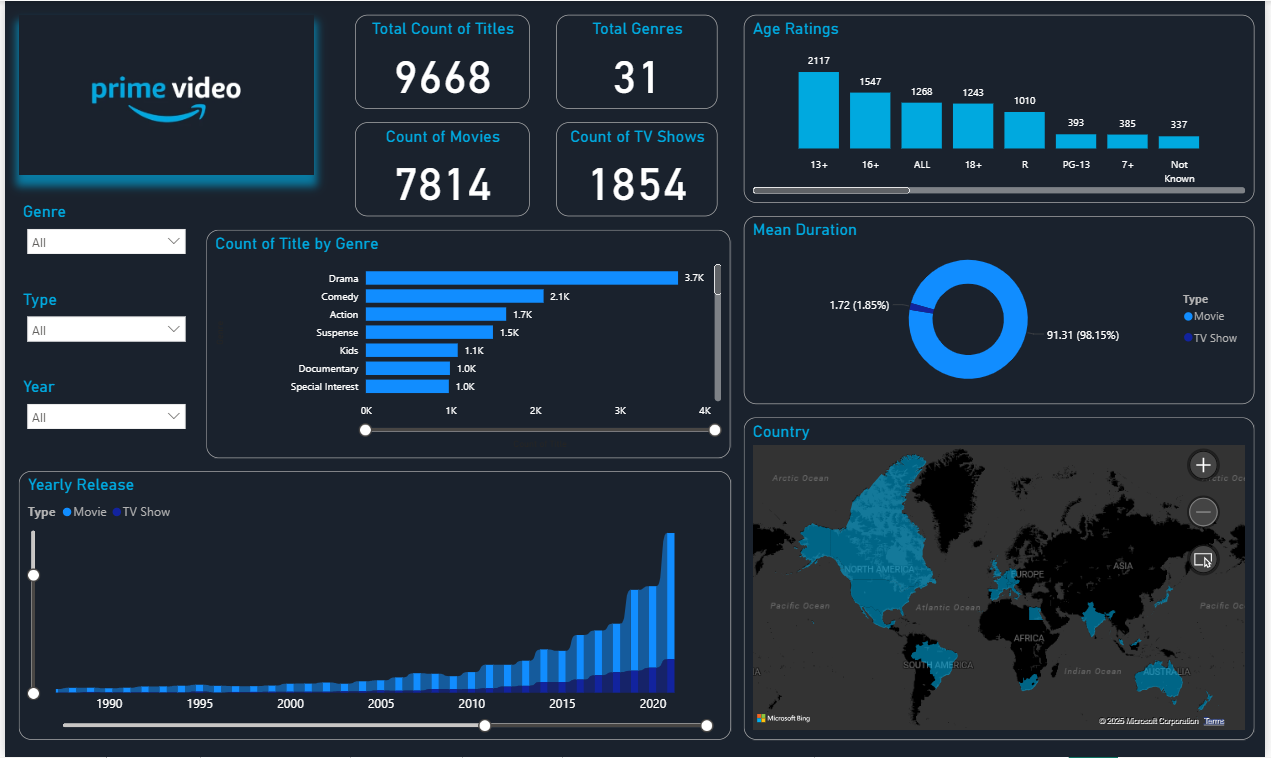 prime video
Total Count of Titles
9668
Total Genres
31
Count of Movies
7814
Count of TV Shows
1854
Age Ratings
2117
1547
1268
1243
1010
393
385
337
13+
16+
ALL
18+
R
PG-13
7+
Not
Known
Genre
All
Type
All
Year
All
Count of Title by Genre
Drama 3.7K
Comedy 2.1K
Action 1.7K
Suspense 1.5K
Kids 1.1K
Documentary 1.0K
Special Interest 1.0K
0K 1K 2K 3K 4K
Mean Duration
1.72 (1.85%)
91.31 (98.15%)
Type
Movie
TV Show
Yearly Release
Type Movie TV Show
1990 1995 2000 2005 2010 2015 2020
Country
Arctic Ocean
NORTH AMERICA
EUROPE
ASIA
Pacific Ocean
Atlantic Ocean
AFRICA
SOUTH AMERICA
Indian Ocean
AUSTRALIA
Microsoft Bing
© 2025 Microsoft Corporation Terms